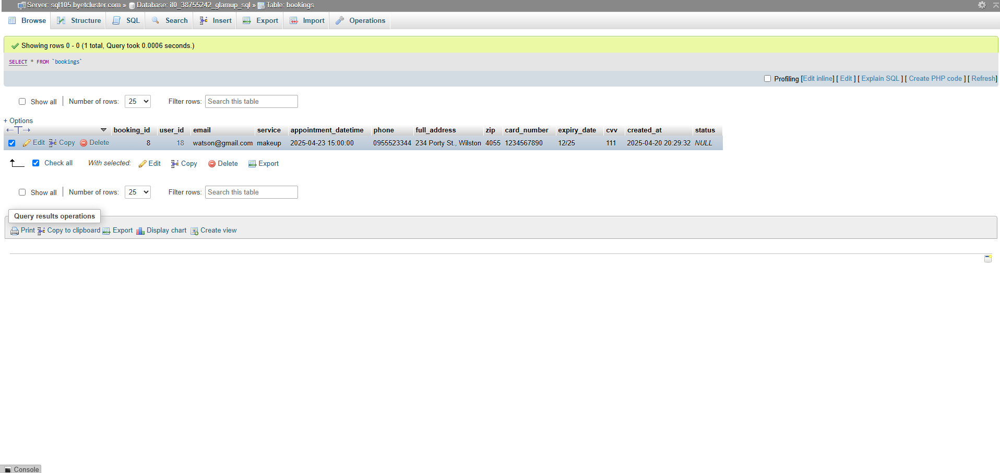 Server: sql105.byetcluster.com » Database: if0_38755242_glamup_sql » Table: bookings
Browse Structure SQL Search Insert Export Import Operations
Showing rows 0 - 0 (1 total, Query took 0.0006 seconds.)
SELECT * FROM `bookings`
Profiling [Edit inline] [ Edit ] [ Explain SQL ] [ Create PHP code ] [ Refresh]
Show all | Number of rows: 25 Filter rows: Search this table
+ Options
←T→ booking_id user_id email service appointment_datetime phone full_address zip card_number expiry_date cvv created_at status
Edit Copy Delete 8 18 watson@gmail.com makeup 2025-04-23 15:00:00 0955523344 234 Porty St., Wilston 4055 1234567890 12/25 111 2025-04-20 20:29:32 NULL
Check all With selected: Edit Copy Delete Export
Show all | Number of rows: 25 Filter rows: Search this table
Query results operations
Print Copy to clipboard Export Display chart Create view
Console